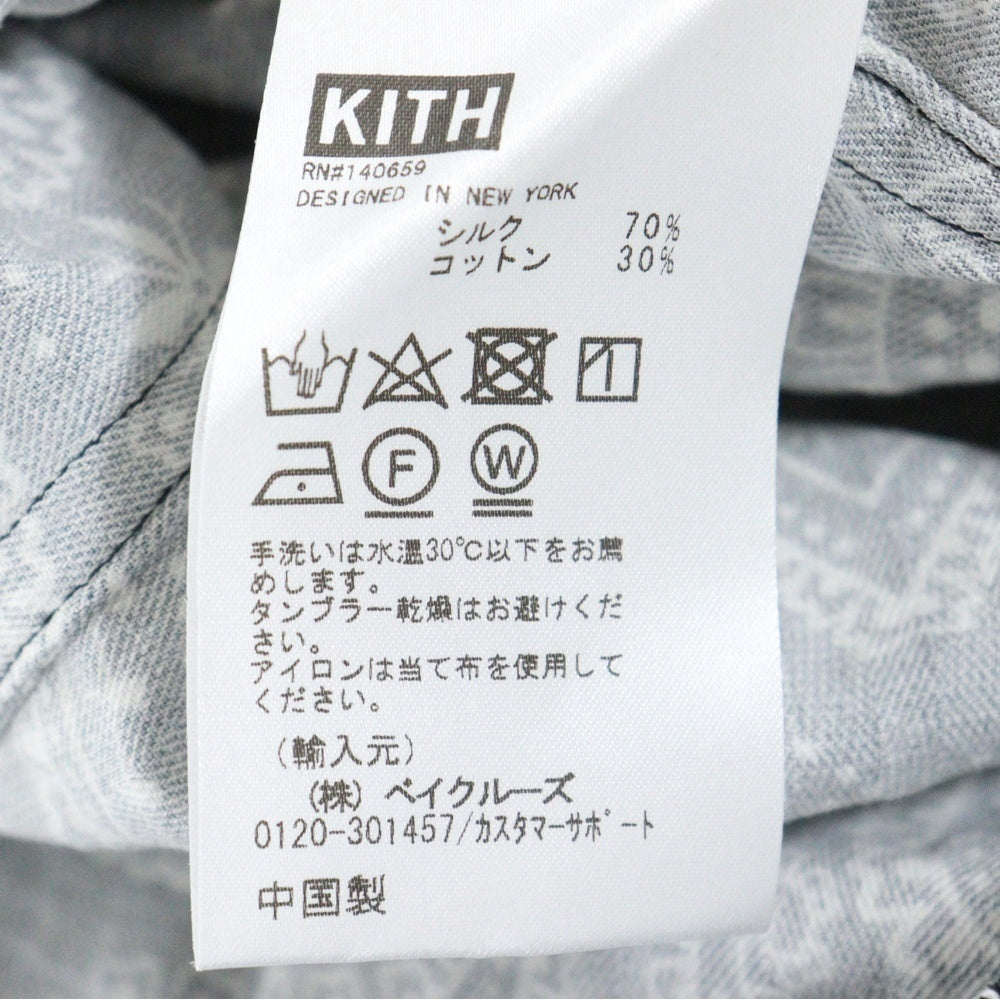 KITH
RN#140659
DESIGNED IN NEW YORK
シルク 70%
コットン 30%
F W
手洗いは水温30℃以下をお薦
めします。
タンブラー乾燥はお避けくだ
さい。
アイロンは当て布を使用して
ください。
(輸入元)
(株) ベイクルーズ
0120-301457/ｶｽﾀﾏｰｻﾎﾟｰﾄ
中国製